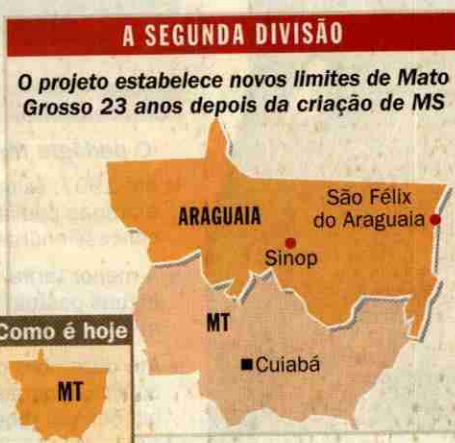 A SEGUNDA DIVISÃO
O projeto estabelece novos limites de Mato
Grosso 23 anos depois da criação de MS
ARAGUAIA
São Félix
do Araguaia
Sinop
MT
Cuiabá
Como é hoje
MT